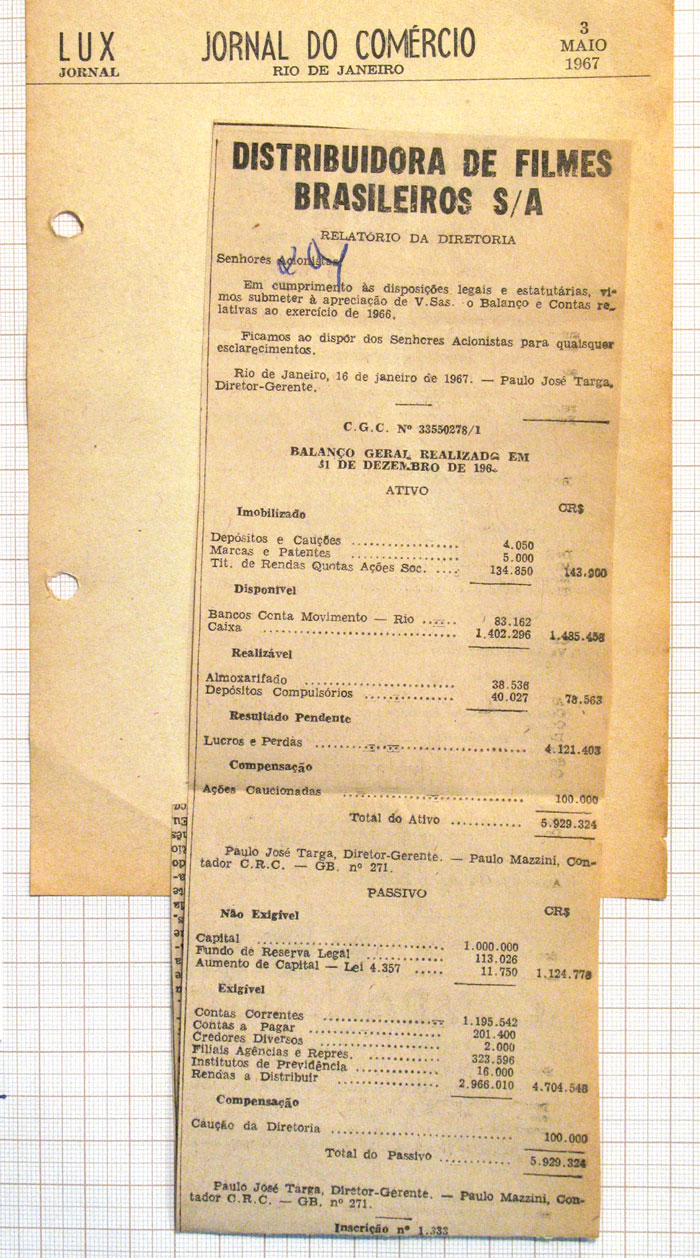 LUX
JORNAL
JORNAL DO COMÉRCIO
RIO DE JANEIRO
3
MAIO
1967
DISTRIBUIDORA DE FILMES
BRASILEIROS S/A
RELATÓRIO DA DIRETORIA
Senhores Acionistas
Em cumprimento às disposições legais e estatutárias, vi-
mos submeter à apreciação de V.Sas. o Balanço e Contas re-
lativas ao exercício de 1966.
Ficamos ao dispôr dos Senhores Acionistas para quaisquer
esclarecimentos.
Rio de Janeiro, 16 de janeiro de 1967. — Paulo José Targa,
Diretor-Gerente.
C.G.C. Nº 33550278/1
BALANÇO GERAL REALIZADO EM
31 DE DEZEMBRO DE 196
ATIVO
Imobilizado CR$
Depósitos e Cauções .................. 4.050
Marcas e Patentes .................. 5.000
Tit. de Rendas Quotas Ações Soc. .... 134.850 143.900
Disponível
Bancos Conta Movimento — Rio ...... 83.162
Caixa .................. 1.402.296 1.485.458
Realizável
Almoxarifado .................. 38.536
Depósitos Compulsórios .................. 40.027 78.563
Resultado Pendente
Lucros e Perdas .................. 4.121.403
Compensação
Ações Caucionadas .................. 100.000
Total do Ativo ............ 5.929.324
Paulo José Targa, Diretor-Gerente. — Paulo Mazzini, Con-
tador C.R.C. — GB. nº 271.
PASSIVO
Não Exigível CR$
Capital .................. 1.000.000
Fundo de Reserva Legal .................. 113.026
Aumento de Capital — Lei 4.357 ..... 11.750 1.124.776
Exigível
Contas Correntes .................. 1.195.542
Contas a Pagar .................. 201.400
Credores Diversos .................. 2.000
Filiais Agências e Repres. .................. 323.596
Institutos de Previdência .................. 16.000
Rendas a Distribuir .................. 2.966.010 4.704.548
Compensação
Caução da Diretoria .................. 100.000
Total do Passivo ............ 5.929.324
Paulo José Targa, Diretor-Gerente. — Paulo Mazzini, Con-
tador C.R.C. — GB. nº 271.
Inscrição nº 1.333